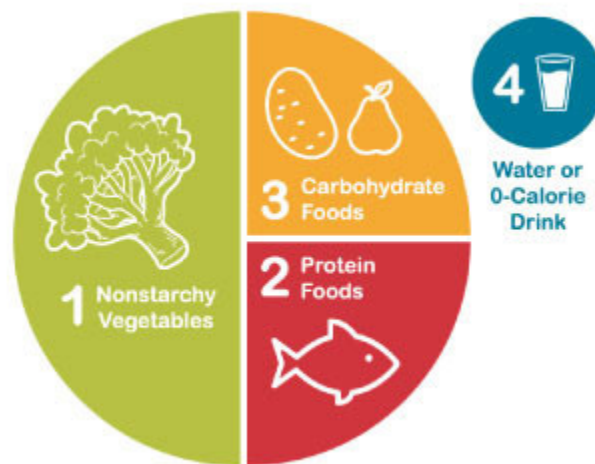 1 Nonstarchy
Vegetables
2 Protein
Foods
3 Carbohydrate
Foods
4
Water or
0-Calorie
Drink